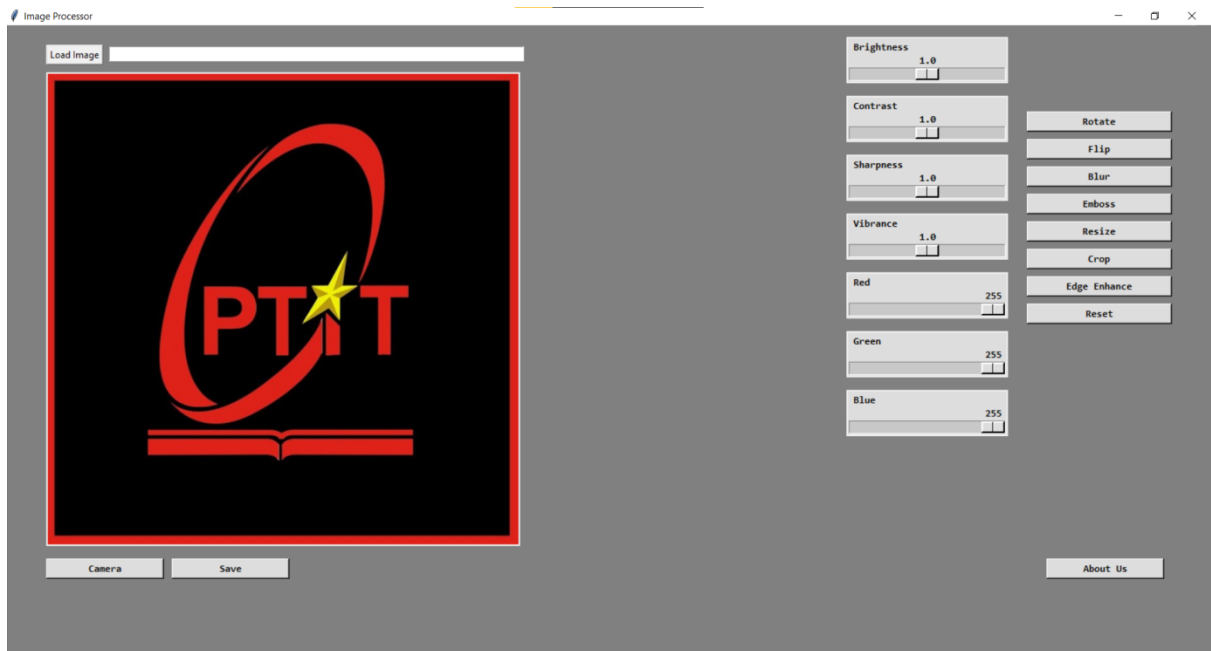 Image Processor
Load Image
PTIT
Camera
Save
Brightness
1.0
Contrast
1.0
Sharpness
1.0
Vibrance
1.0
Red
255
Green
255
Blue
255
Rotate
Flip
Blur
Emboss
Resize
Crop
Edge Enhance
Reset
About Us